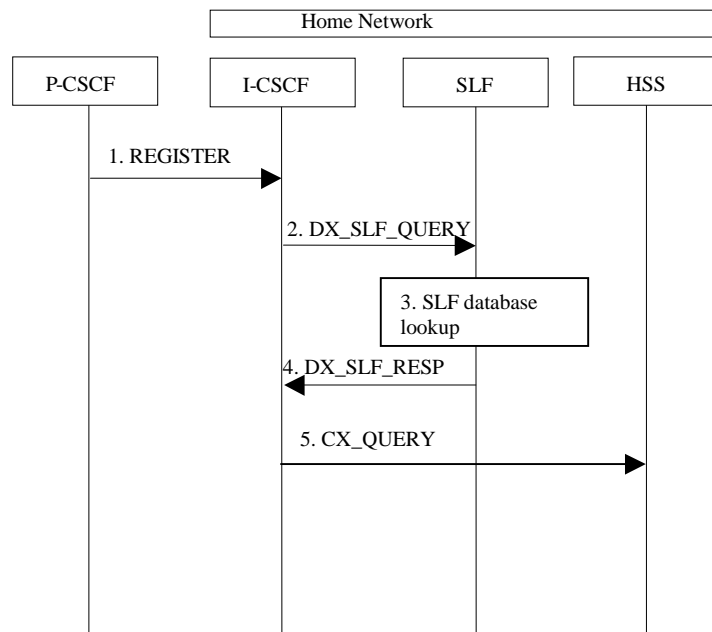 Home Network
P-CSCF
I-CSCF
SLF
HSS
1. REGISTER
2. DX_SLF_QUERY
3. SLF database
lookup
4. DX_SLF_RESP
5. CX_QUERY